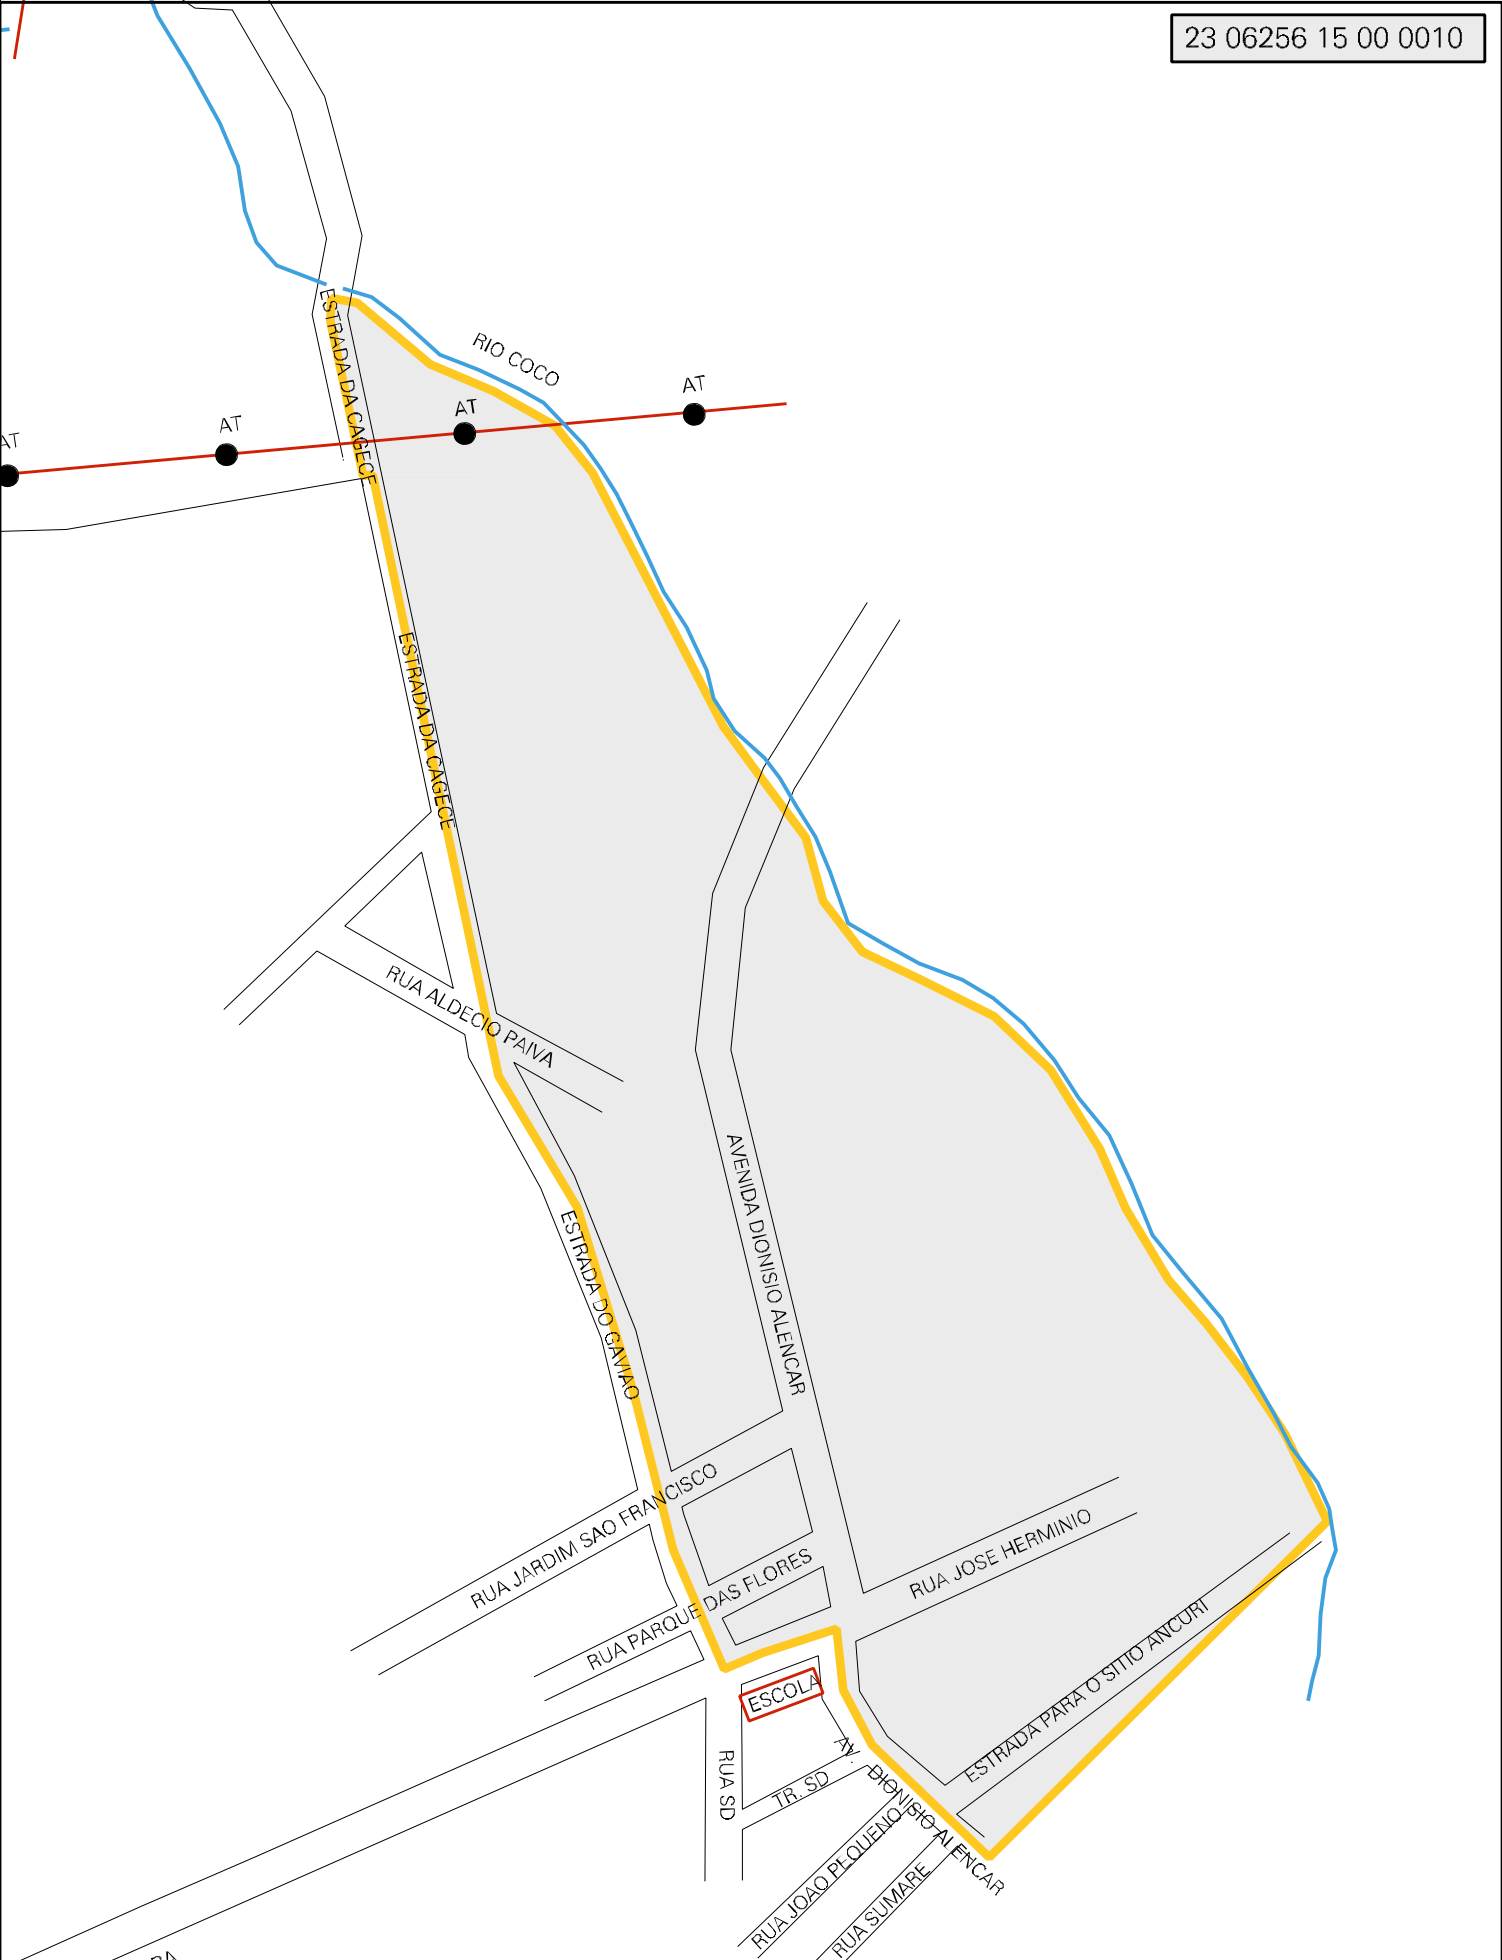 23 06256 15 00 0010
ESTRADA DA CAGECE
RIO COCO
AT
AT
AT
AT
ESTRADA DA CAGECE
RUA ALDECIO PAIVA
AVENIDA DIONISIO ALENCAR
ESTRADA DO GAVIAO
RUA JARDIM SAO FRANCISCO
RUA JOSE HERMINIO
RUA PARQUE DAS FLORES
ESTRADA PARA O SITIO ANCURI
ESCOLA
RUA SD
TR. SD
AV. DIONISIO ALENCAR
RUA JOAO PEQUENO
RUA SUMARE